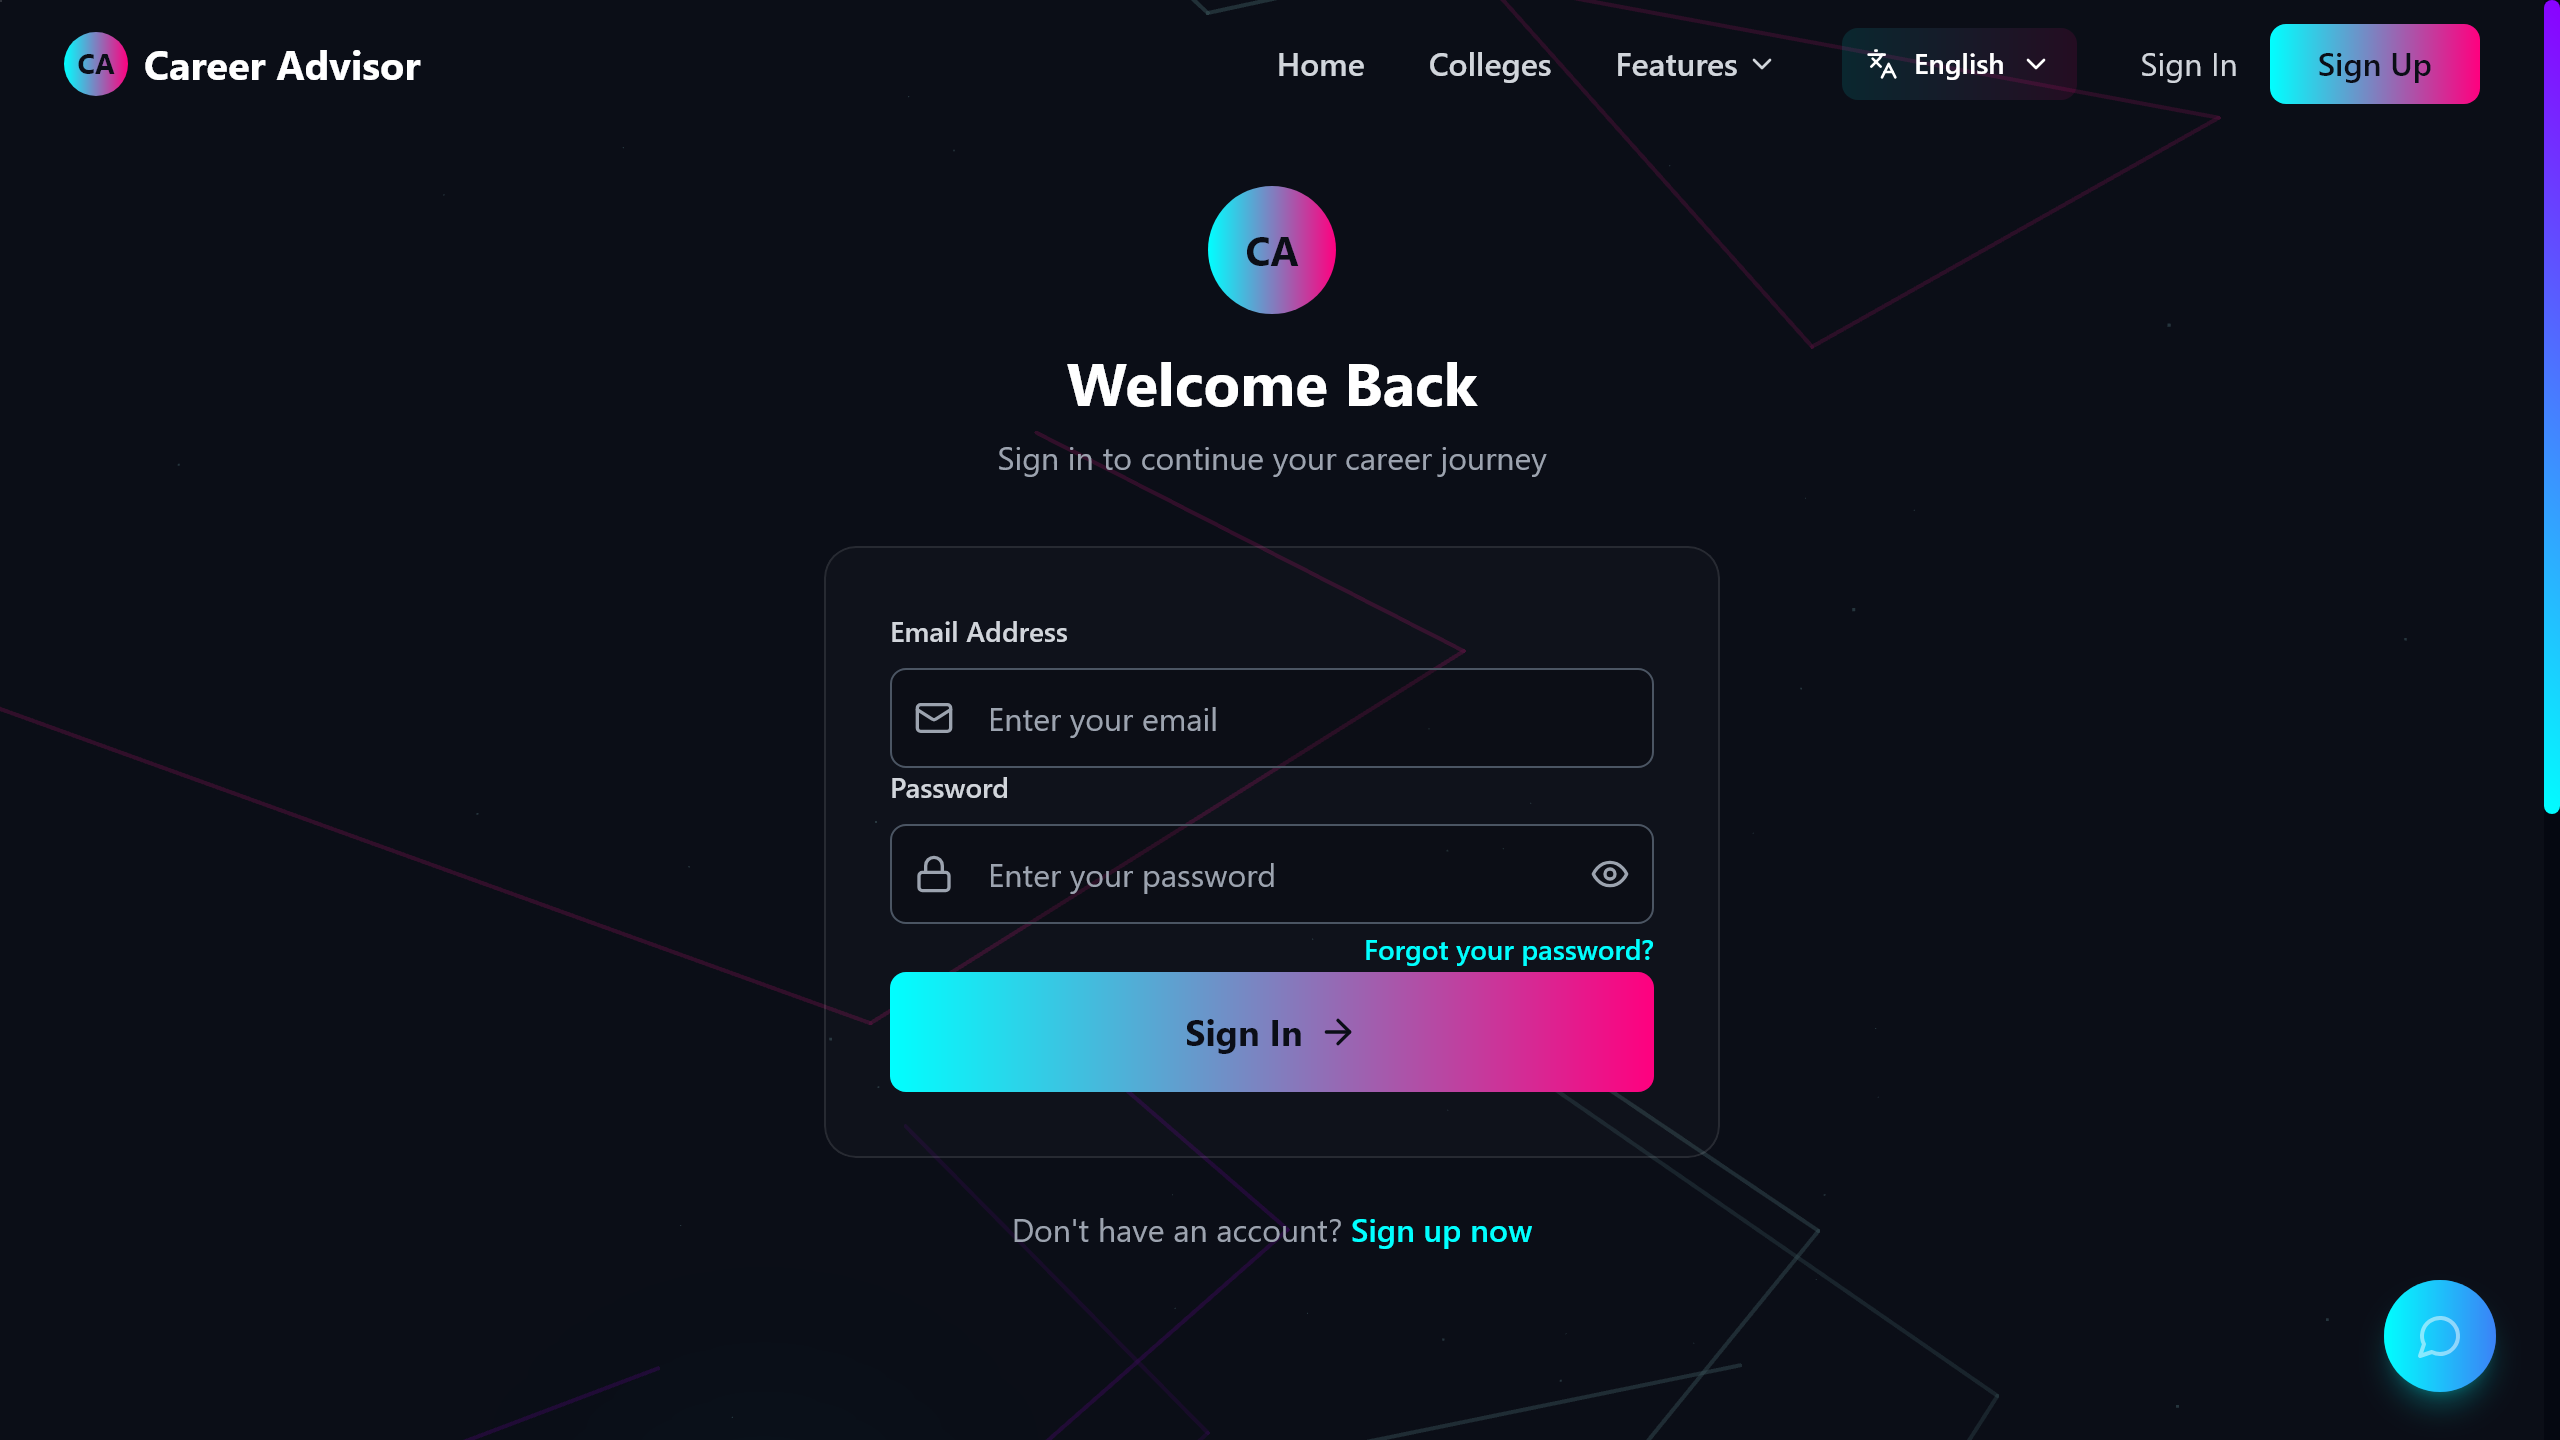 CA Career Advisor
Home Colleges Features English Sign In Sign Up
CA
Welcome Back
Sign in to continue your career journey
Email Address
Enter your email
Password
Enter your password
Forgot your password?
Sign In
Don't have an account? Sign up now